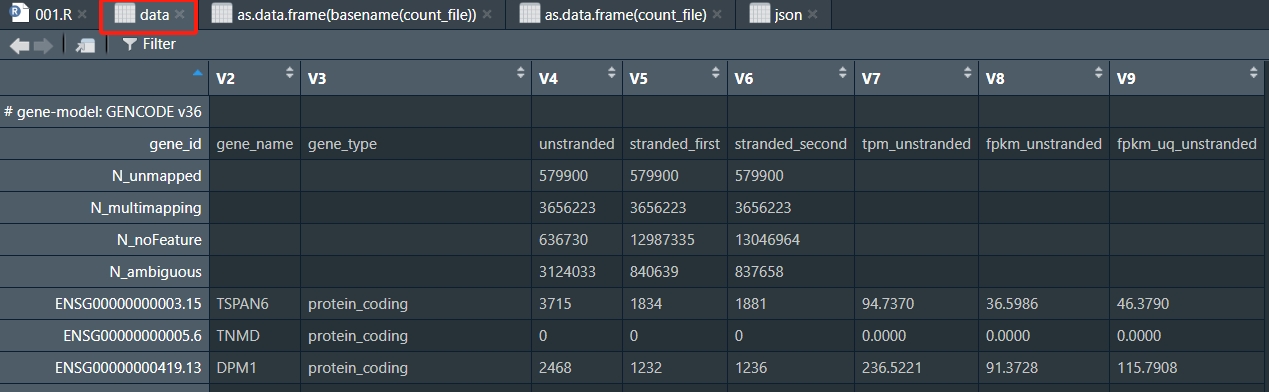 001.R data as.data.frame(basename(count_file)) as.data.frame(count_file) json
Filter
V2 V3 V4 V5 V6 V7 V8 V9
# gene-model: GENCODE v36
gene_id gene_name gene_type unstranded stranded_first stranded_second tpm_unstranded fpkm_unstranded fpkm_uq_unstranded
N_unmapped 579900 579900 579900
N_multimapping 3656223 3656223 3656223
N_noFeature 636730 12987335 13046964
N_ambiguous 3124033 840639 837658
ENSG00000000003.15 TSPAN6 protein_coding 3715 1834 1881 94.7370 36.5986 46.3790
ENSG00000000005.6 TNMD protein_coding 0 0 0 0.0000 0.0000 0.0000
ENSG00000000419.13 DPM1 protein_coding 2468 1232 1236 236.5221 91.3728 115.7908